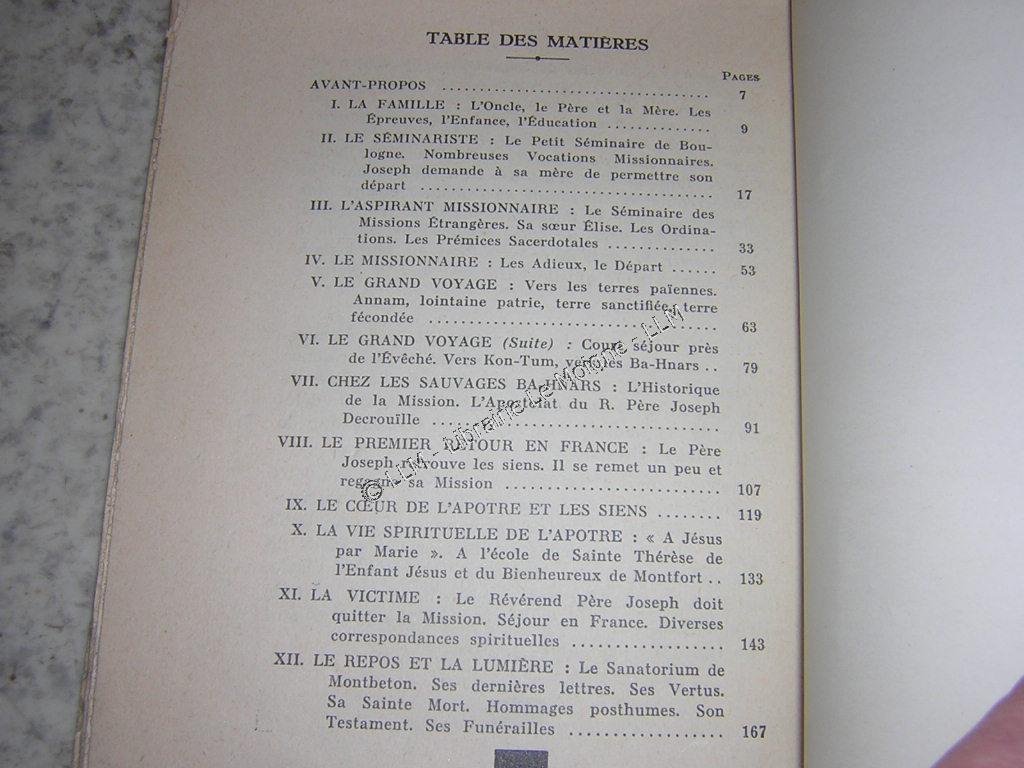 TABLE DES MATIÈRES
PAGES
AVANT-PROPOS .................................... 7
I. LA FAMILLE : L'Oncle, le Père et la Mère. Les
Épreuves, l'Enfance, l'Éducation .............. 9
II. LE SÉMINARISTE : Le Petit Séminaire de Bou-
logne. Nombreuses Vocations Missionnaires.
Joseph demande à sa mère de permettre son
départ ....................................... 17
III. L'ASPIRANT MISSIONNAIRE : Le Séminaire des
Missions Étrangères. Sa sœur Élise. Les Ordina-
tions. Les Prémices Sacerdotales .............. 33
IV. LE MISSIONNAIRE : Les Adieux, le Départ ...... 53
V. LE GRAND VOYAGE : Vers les terres païennes.
Annam, lointaine patrie, terre sanctifiée, terre
fécondée ..................................... 63
VI. LE GRAND VOYAGE (Suite) : Court séjour près
de l'Évêché. Vers Kon-Tum, vers les Ba-Hnars .. 79
VII. CHEZ LES SAUVAGES BA-HNARS : L'Historique
de la Mission. L'Apostolat du R. Père Joseph
Decrouïlle .................................... 91
VIII. LE PREMIER RETOUR EN FRANCE : Le Père
Joseph retrouve les siens. Il se remet un peu et
regagne sa Mission ............................ 107
IX. LE CŒUR DE L'APOTRE ET LES SIENS ........ 119
X. LA VIE SPIRITUELLE DE L'APOTRE : « A Jésus
par Marie ». A l'école de Sainte Thérèse de
l'Enfant Jésus et du Bienheureux de Montfort .. 133
XI. LA VICTIME : Le Révérend Père Joseph doit
quitter la Mission. Séjour en France. Diverses
correspondances spirituelles .................. 143
XII. LE REPOS ET LA LUMIÈRE : Le Sanatorium de
Montbeton. Ses dernières lettres. Ses Vertus.
Sa Sainte Mort. Hommages posthumes. Son
Testament. Ses Funérailles .................... 167
© LLM - Librairie Le Moigne - LLM